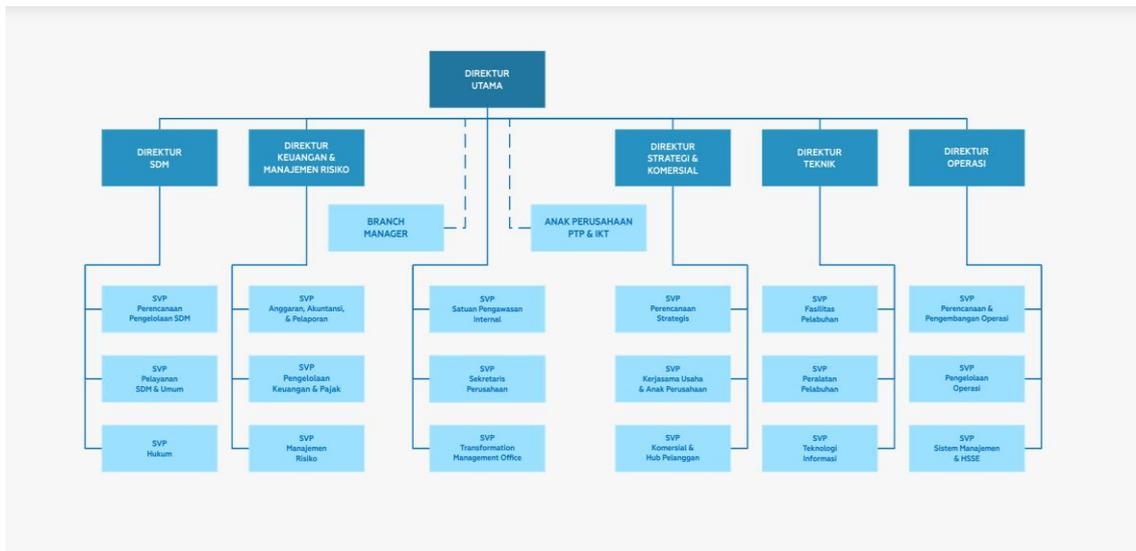 DIREKTUR
UTAMA
DIREKTUR
SDM
DIREKTUR
KEUANGAN &
MANAJEMEN RISIKO
DIREKTUR
STRATEGI &
KOMERSIAL
DIREKTUR
TEKNIK
DIREKTUR
OPERASI
BRANCH
MANAGER
ANAK PERUSAHAAN
PTP & IKT
SVP
Perencanaan
Pengelolaan SDM
SVP
Anggaran, Akuntansi,
& Pelaporan
SVP
Satuan Pengawasan
Internal
SVP
Perencanaan
Strategis
SVP
Fasilitas
Pelabuhan
SVP
Perencanaan &
Pengembangan Operasi
SVP
Pelayanan
SDM & Umum
SVP
Pengelolaan
Keuangan & Pajak
SVP
Sekretaris
Perusahaan
SVP
Kerjasama Usaha
& Anak Perusahaan
SVP
Peralatan
Pelabuhan
SVP
Pengelolaan
Operasi
SVP
Hukum
SVP
Manajemen
Risiko
SVP
Transformation
Management Office
SVP
Komersial &
Hub Pelanggan
SVP
Teknologi
Informasi
SVP
Sistem Manajemen
& HSSE